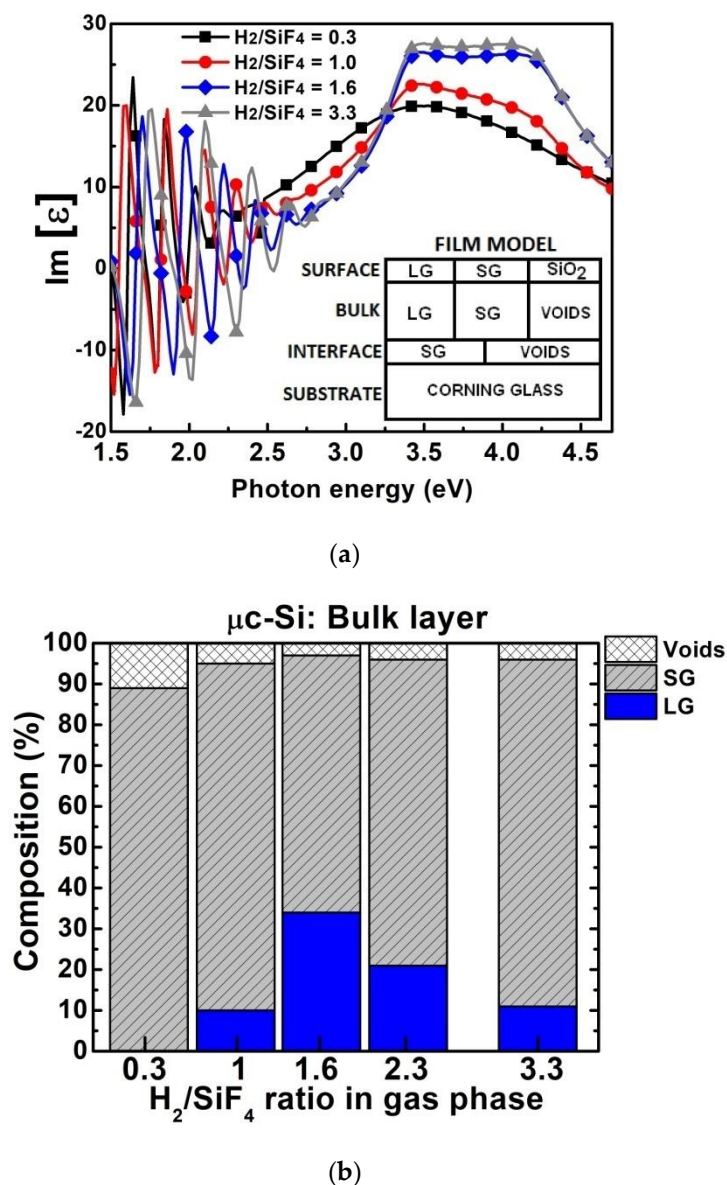 30
20
10
0
-10
-20
Im [ε]
H2/SiF4 = 0.3
H2/SiF4 = 1.0
H2/SiF4 = 1.6
H2/SiF4 = 3.3
FILM MODEL
SURFACE LG SG SiO2
BULK LG SG VOIDS
INTERFACE SG VOIDS
SUBSTRATE CORNING GLASS
1.5 2.0 2.5 3.0 3.5 4.0 4.5
Photon energy (eV)
(a)
μc-Si: Bulk layer
100
90
80
70
60
50
40
30
20
10
0
Composition (%)
Voids
SG
LG
0.3 1 1.6 2.3 3.3
H2/SiF4 ratio in gas phase
(b)